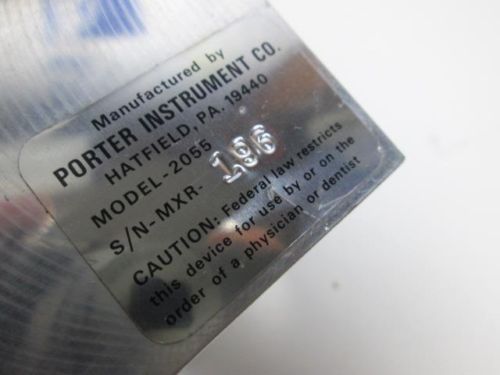 Manufactured by
PORTER INSTRUMENT CO.
HATFIELD, PA. 19440
MODEL-2055
S/N-MXR- 196
CAUTION: Federal law restricts
this device for use by or on the
order of a physician or dentist